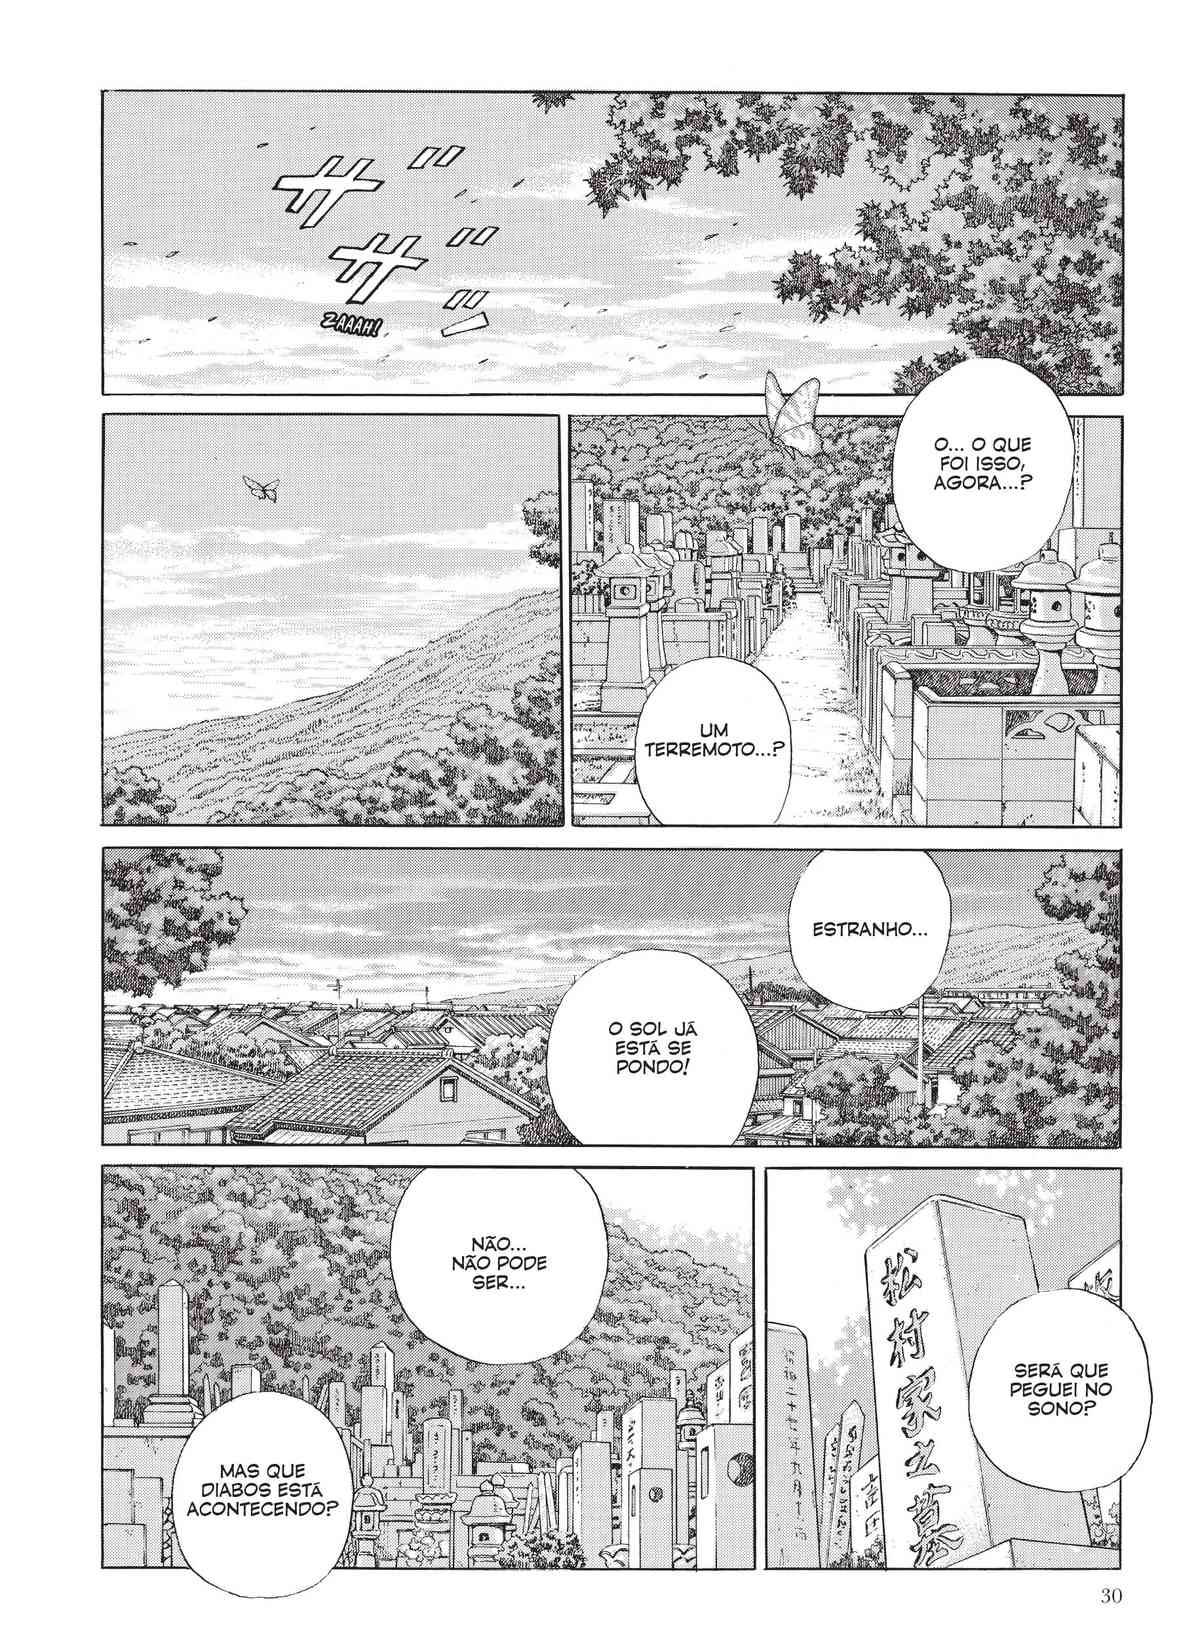 ザザ
ZAAAH!
O... O QUE
FOI ISSO,
AGORA...?
UM
TERREMOTO...?
ESTRANHO...
O SOL JÁ
ESTÁ SE
PONDO!
NÃO...
NÃO PODE
SER...
MAS QUE
DIABOS ESTÁ
ACONTECENDO?
SERÁ QUE
PEGUEI NO
SONO?
松村家之墓
30